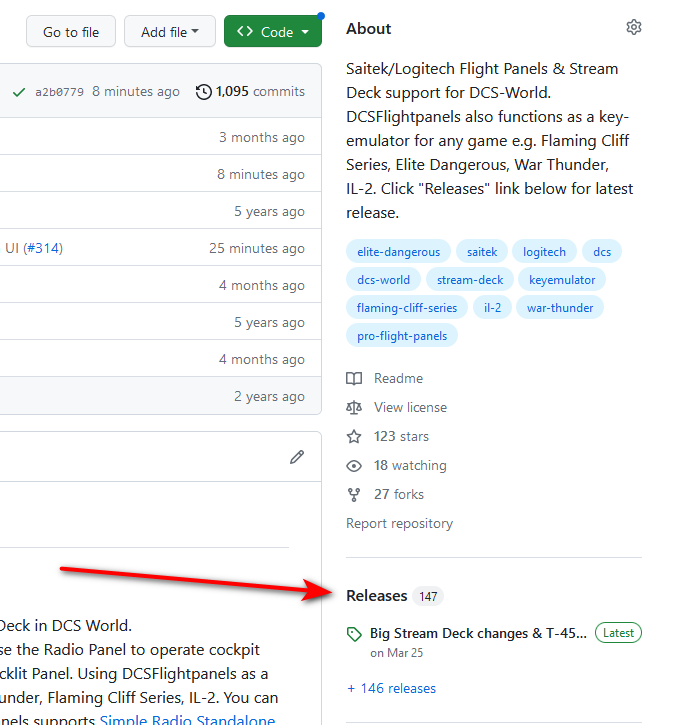 Go to file
Add file
Code
a2b0779 8 minutes ago 1,095 commits
3 months ago
8 minutes ago
5 years ago
UI (#314) 25 minutes ago
4 months ago
5 years ago
4 months ago
2 years ago
Deck in DCS World.
se the Radio Panel to operate cockpit
cklit Panel. Using DCSFlightpanels as a
under, Flaming Cliff Series, IL-2. You can
nels supports Simple Radio Standalone
About
Saitek/Logitech Flight Panels & Stream
Deck support for DCS-World.
DCSFlightpanels also functions as a key-
emulator for any game e.g. Flaming Cliff
Series, Elite Dangerous, War Thunder,
IL-2. Click "Releases" link below for latest
release.
elite-dangerous saitek logitech dcs
dcs-world stream-deck keyemulator
flaming-cliff-series il-2 war-thunder
pro-flight-panels
Readme
View license
123 stars
18 watching
27 forks
Report repository
Releases 147
Big Stream Deck changes & T-45... Latest
on Mar 25
+ 146 releases